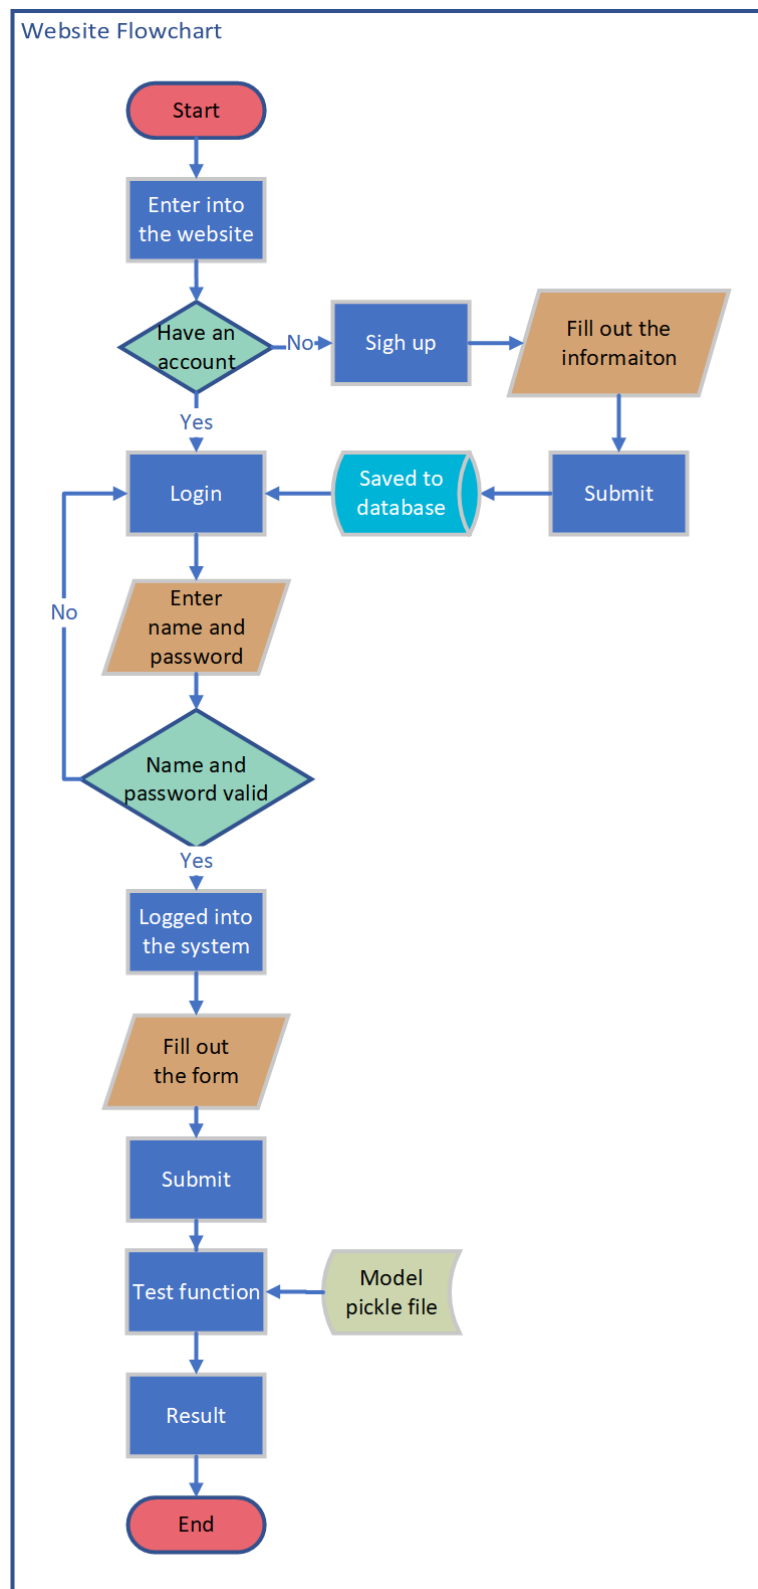 Website Flowchart
Start
Enter into
the website
Have an
account
No
Sigh up
Fill out the
informaiton
Yes
Login
Saved to
database
Submit
No
Enter
name and
password
Name and
password valid
Yes
Logged into
the system
Fill out
the form
Submit
Test function
Model
pickle file
Result
End